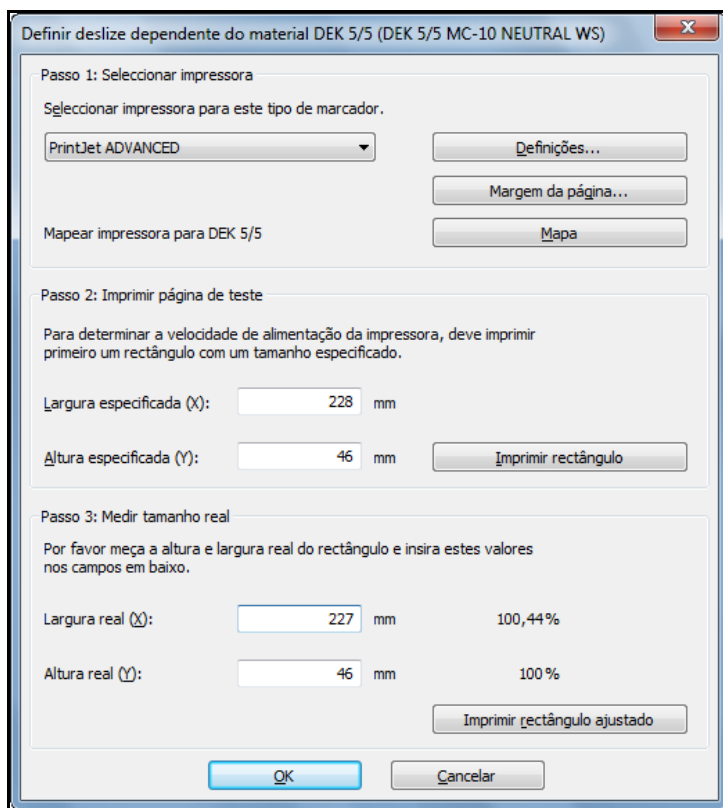 Definir deslize dependente do material DEK 5/5 (DEK 5/5 MC-10 NEUTRAL WS)
Passo 1: Seleccionar impressora
Seleccionar impressora para este tipo de marcador.
PrintJet ADVANCED
Definições...
Margem da página...
Mapear impressora para DEK 5/5
Mapa
Passo 2: Imprimir página de teste
Para determinar a velocidade de alimentação da impressora, deve imprimir
primeiro um rectângulo com um tamanho especificado.
Largura especificada (X): 228 mm
Altura especificada (Y): 46 mm
Imprimir rectângulo
Passo 3: Medir tamanho real
Por favor meça a altura e largura real do rectângulo e insira estes valores
nos campos em baixo.
Largura real (X): 227 mm 100,44%
Altura real (Y): 46 mm 100%
Imprimir rectângulo ajustado
OK
Cancelar